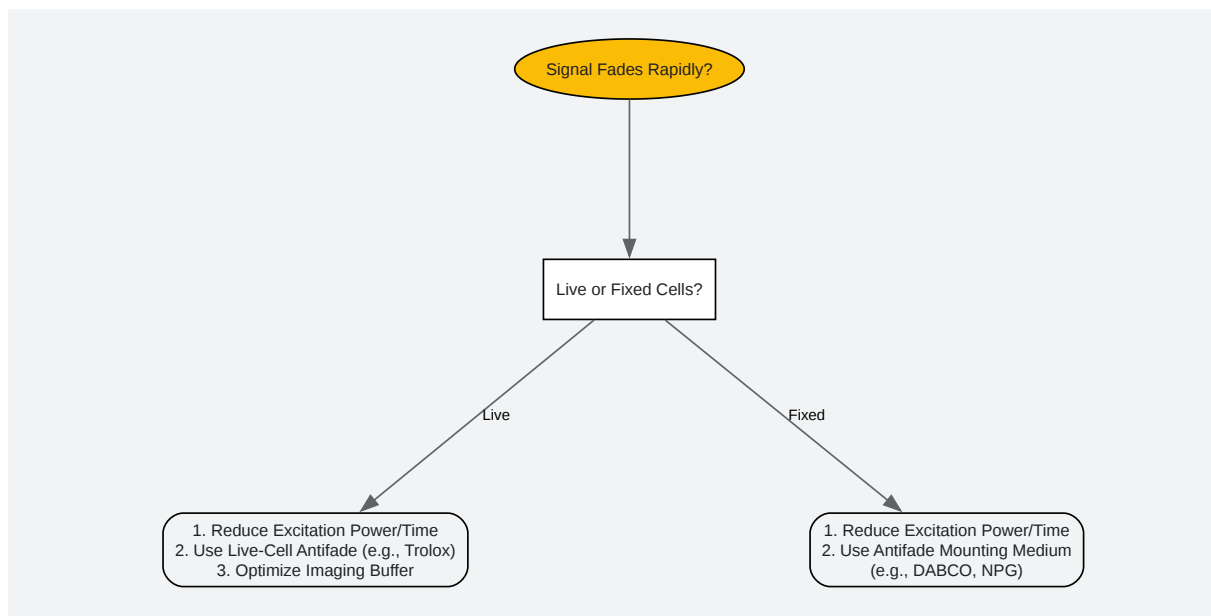 Signal Fades Rapidly?
Live or Fixed Cells?
Live
Fixed
1. Reduce Excitation Power/Time
2. Use Live-Cell Antifade (e.g., Trolox)
3. Optimize Imaging Buffer
1. Reduce Excitation Power/Time
2. Use Antifade Mounting Medium
(e.g., DABCO, NPG)